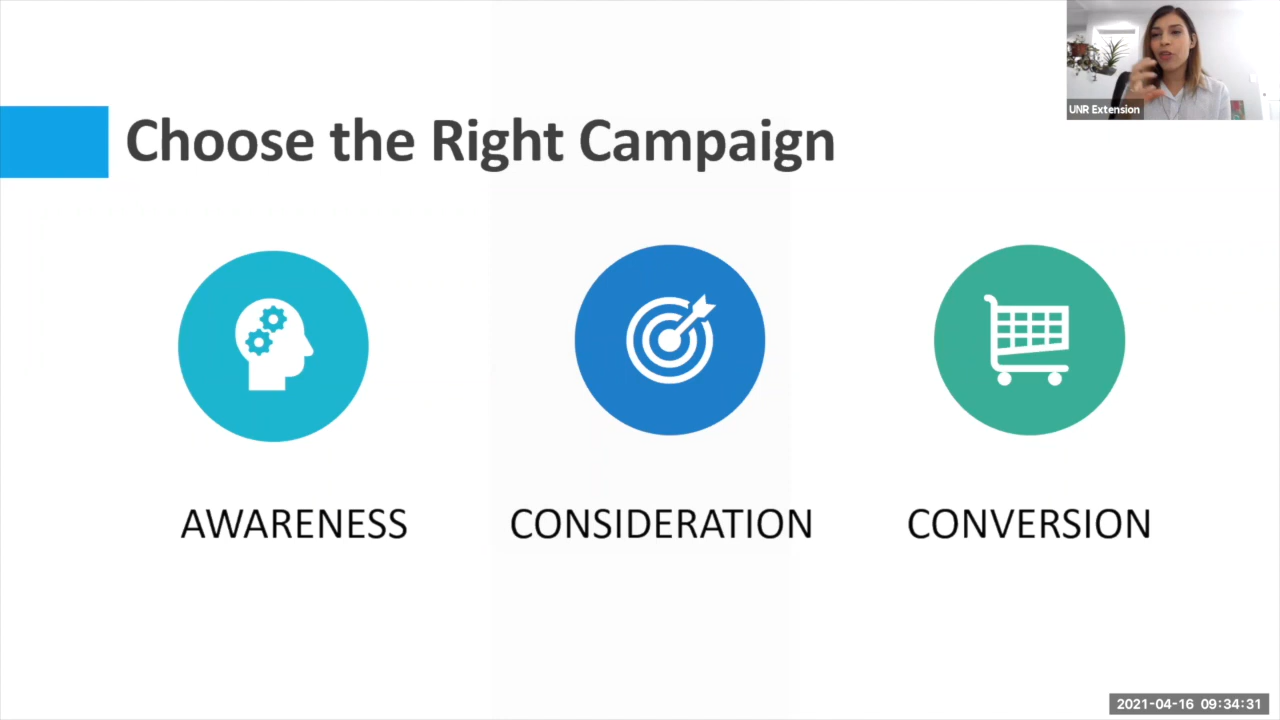 Choose the Right Campaign
UNR Extension
AWARENESS
CONSIDERATION
CONVERSION
2021-04-16 09:34:31